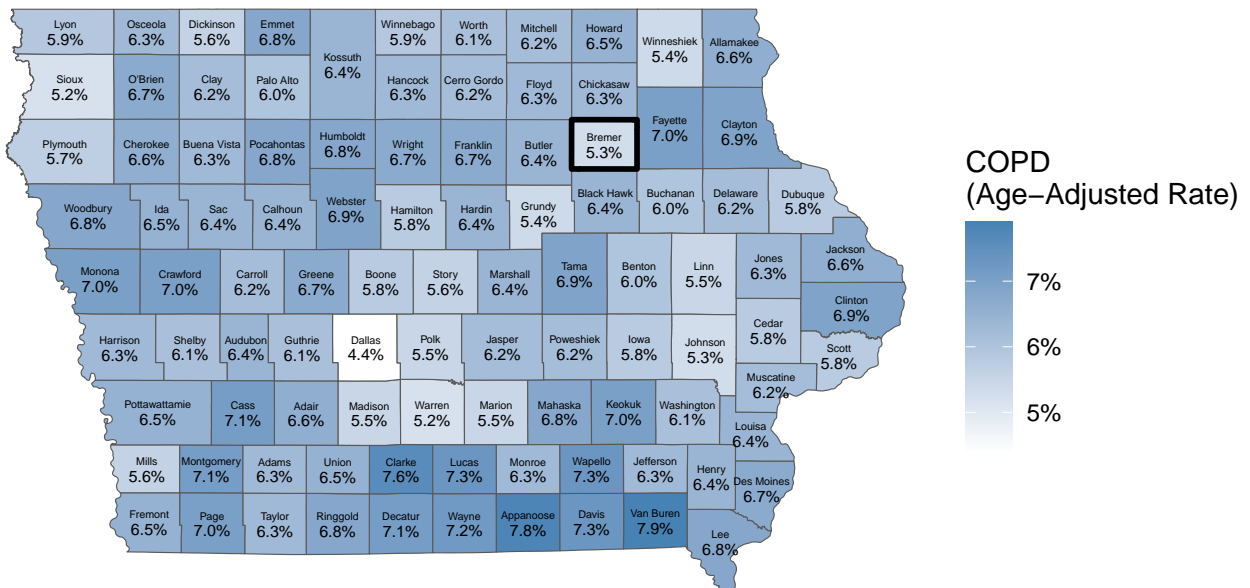 Lyon
5.9%
Osceola
6.3%
Dickinson
5.6%
Emmet
6.8%
Kossuth
6.4%
Winnebago
5.9%
Worth
6.1%
Mitchell
6.2%
Howard
6.5%
Winneshiek
5.4%
Allamakee
6.6%
Sioux
5.2%
O'Brien
6.7%
Clay
6.2%
Palo Alto
6.0%
Hancock
6.3%
Cerro Gordo
6.2%
Floyd
6.3%
Chickasaw
6.3%
Plymouth
5.7%
Cherokee
6.6%
Buena Vista
6.3%
Pocahontas
6.8%
Humboldt
6.8%
Wright
6.7%
Franklin
6.7%
Butler
6.4%
Bremer
5.3%
Fayette
7.0%
Clayton
6.9%
Woodbury
6.8%
Ida
6.5%
Sac
6.4%
Calhoun
6.4%
Webster
6.9%
Hamilton
5.8%
Hardin
6.4%
Grundy
5.4%
Black Hawk
6.4%
Buchanan
6.0%
Delaware
6.2%
Dubuque
5.8%
Monona
7.0%
Crawford
7.0%
Carroll
6.2%
Greene
6.7%
Boone
5.8%
Story
5.6%
Marshall
6.4%
Tama
6.9%
Benton
6.0%
Linn
5.5%
Jones
6.3%
Jackson
6.6%
Clinton
6.9%
Harrison
6.3%
Shelby
6.1%
Audubon
6.4%
Guthrie
6.1%
Dallas
4.4%
Polk
5.5%
Jasper
6.2%
Poweshiek
6.2%
Iowa
5.8%
Johnson
5.3%
Cedar
5.8%
Scott
5.8%
Muscatine
6.2%
Pottawattamie
6.5%
Cass
7.1%
Adair
6.6%
Madison
5.5%
Warren
5.2%
Marion
5.5%
Mahaska
6.8%
Keokuk
7.0%
Washington
6.1%
Louisa
6.4%
Mills
5.6%
Montgomery
7.1%
Adams
6.3%
Union
6.5%
Clarke
7.6%
Lucas
7.3%
Monroe
6.3%
Wapello
7.3%
Jefferson
6.3%
Henry
6.4%
Des Moines
6.7%
Fremont
6.5%
Page
7.0%
Taylor
6.3%
Ringgold
6.8%
Decatur
7.1%
Wayne
7.2%
Appanoose
7.8%
Davis
7.3%
Van Buren
7.9%
Lee
6.8%
COPD
(Age−Adjusted Rate)
7%
6%
5%